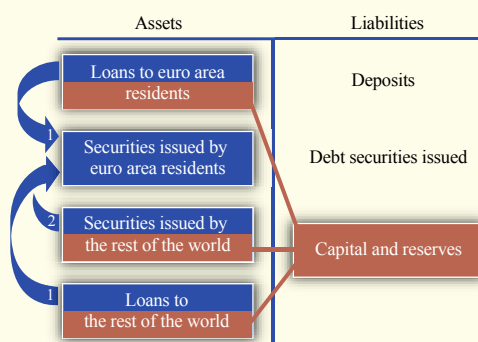 Assets
Liabilities
Loans to euro area
residents
Deposits
1
Securities issued by
euro area residents
Debt securities issued
2
Securities issued by
the rest of the world
Capital and reserves
1
Loans to
the rest of the world